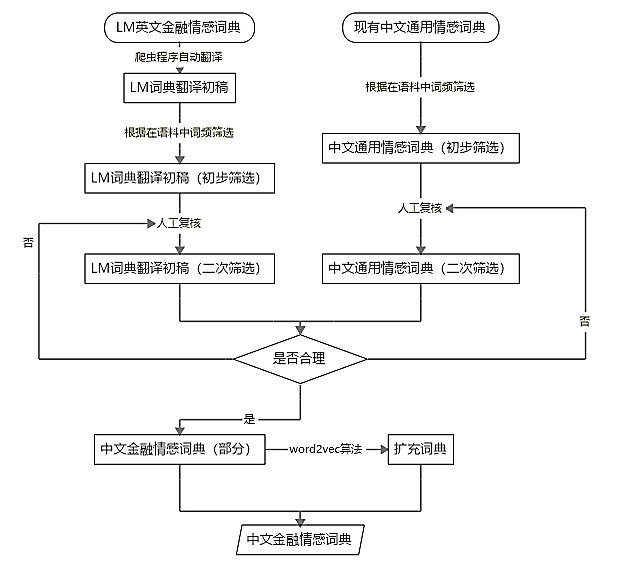 LM英文金融情感词典
现有中文通用情感词典
爬虫程序自动翻译
LM词典翻译初稿
根据在语料中词频筛选
根据在语料中词频筛选
中文通用情感词典（初步筛选）
LM词典翻译初稿（初步筛选）
人工复核
人工复核
否
LM词典翻译初稿（二次筛选）
中文通用情感词典（二次筛选）
否
是否合理
是
中文金融情感词典（部分）
word2vec算法
扩充词典
中文金融情感词典